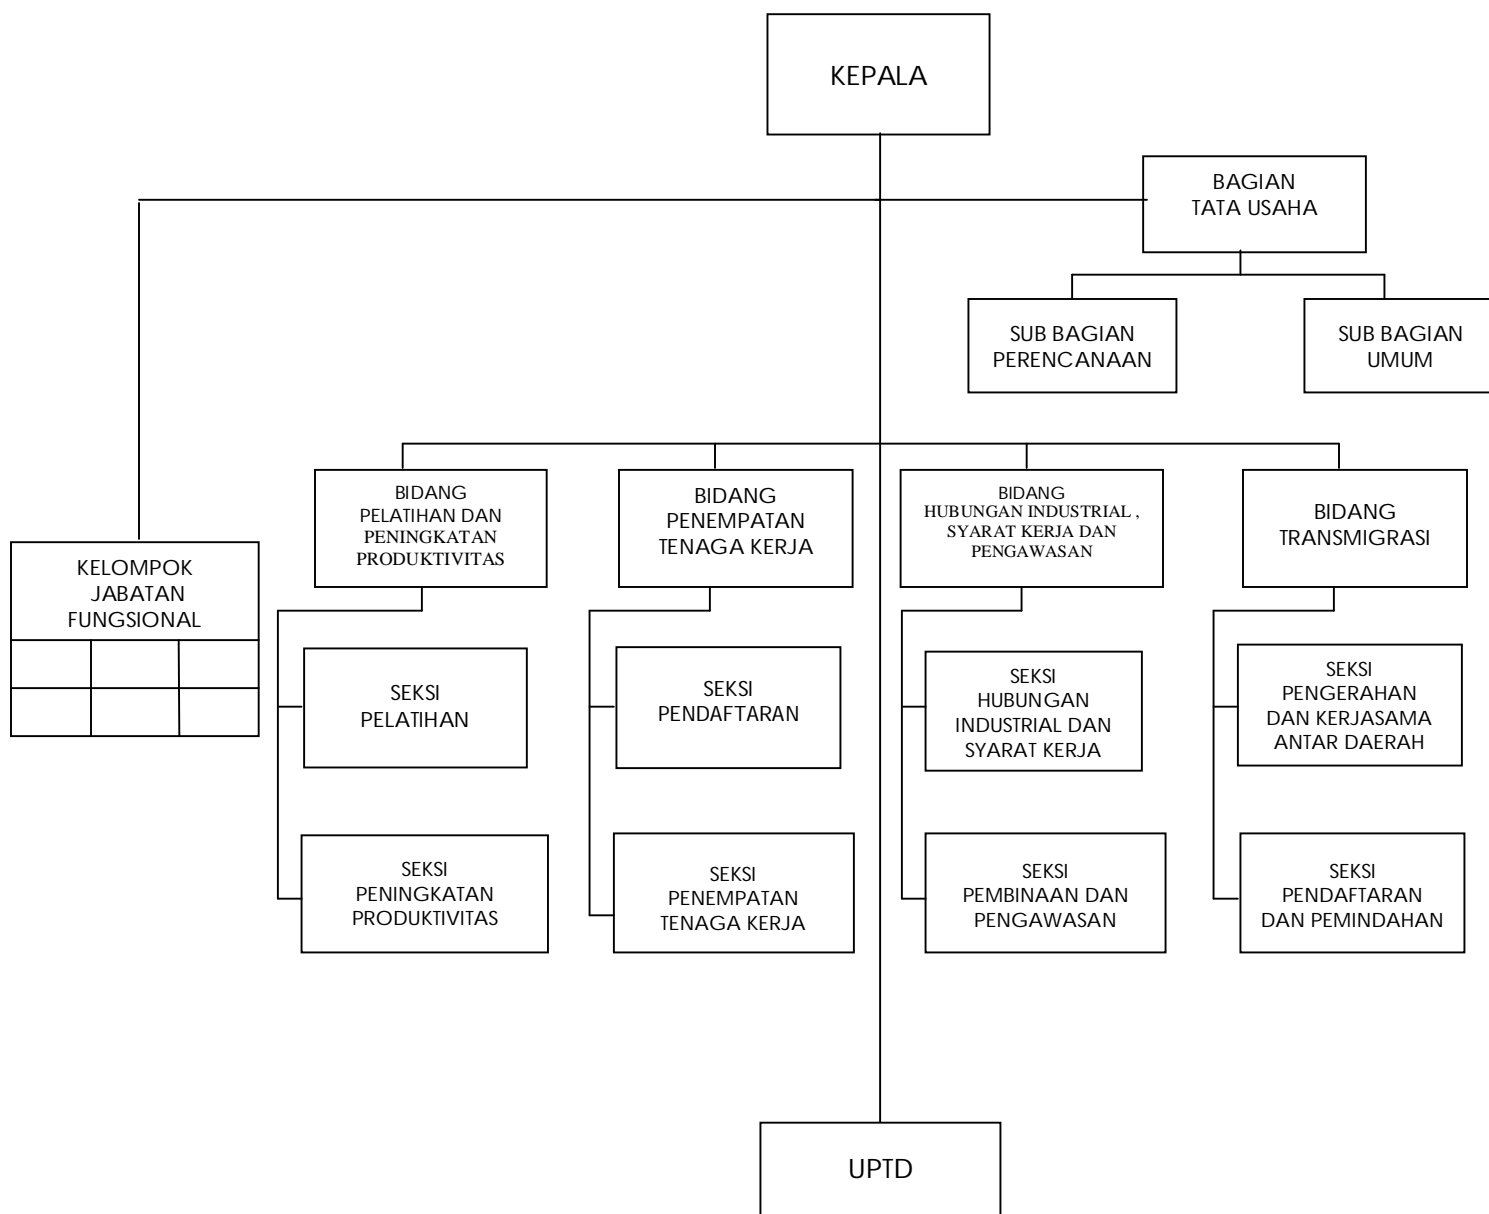 KEPALA
BAGIAN
TATA USAHA
SUB BAGIAN
PERENCANAAN
SUB BAGIAN
UMUM
BIDANG
PELATIHAN DAN
PENINGKATAN
PRODUKTIVITAS
BIDANG
PENEMPATAN
TENAGA KERJA
BIDANG
HUBUNGAN INDUSTRIAL ,
SYARAT KERJA DAN
PENGAWASAN
BIDANG
TRANSMIGRASI
KELOMPOK
JABATAN
FUNGSIONAL
SEKSI
PELATIHAN
SEKSI
PENDAFTARAN
SEKSI
HUBUNGAN
INDUSTRIAL DAN
SYARAT KERJA
SEKSI
PENGERAHAN
DAN KERJASAMA
ANTAR DAERAH
SEKSI
PENINGKATAN
PRODUKTIVITAS
SEKSI
PENEMPATAN
TENAGA KERJA
SEKSI
PEMBINAAN DAN
PENGAWASAN
SEKSI
PENDAFTARAN
DAN PEMINDAHAN
UPTD